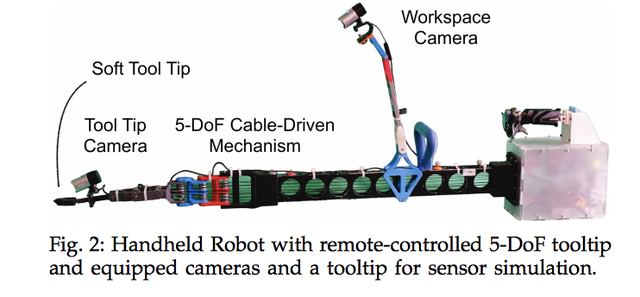 Workspace
Camera
Soft Tool Tip
Tool Tip
Camera
5-DoF Cable-Driven
Mechanism
Fig. 2: Handheld Robot with remote-controlled 5-DoF tooltip
and equipped cameras and a tooltip for sensor simulation.